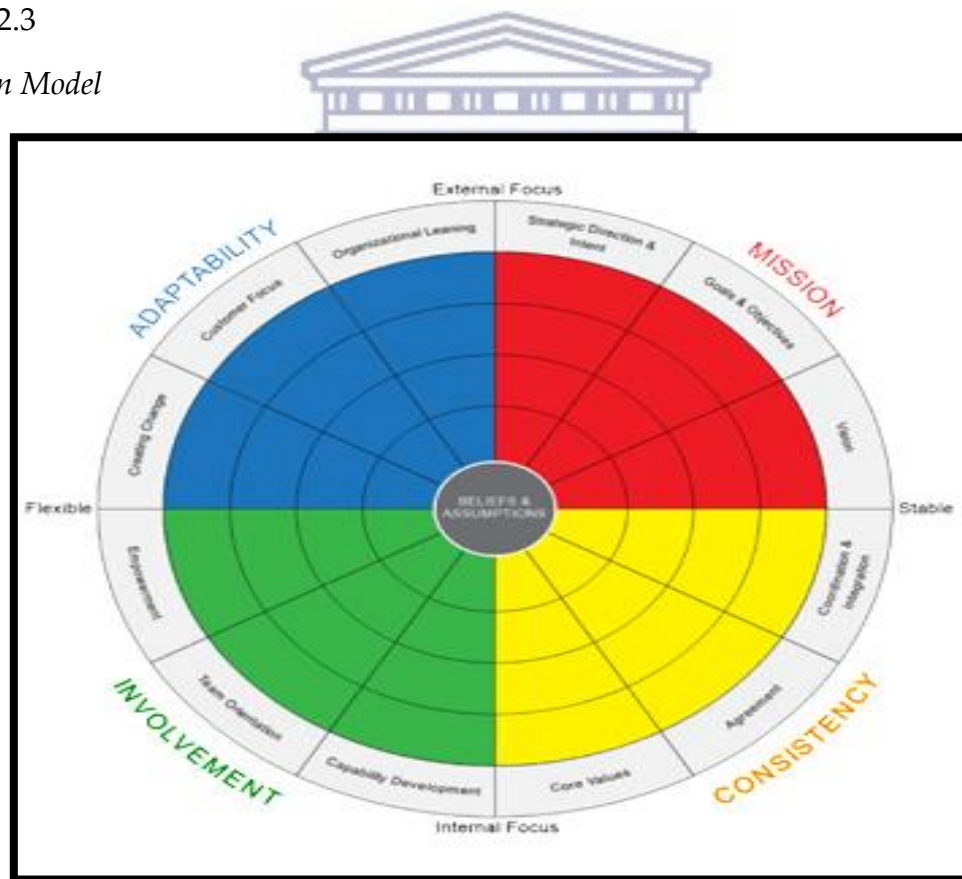 2.3
n Model
External Focus
ADAPTABILITY
MISSION
Organizational Leaning
Strategic Direction &
Intent
Customer Focus
Goals & Objectives
Creating Change
Vision
Flexible
BELIEFS &
ASSUMPTIONS
Stable
Empowerment
Coordination &
Integration
Team Orientation
Agreement
INVOLVEMENT
CONSISTENCY
Capability Development
Core Values
Internal Focus